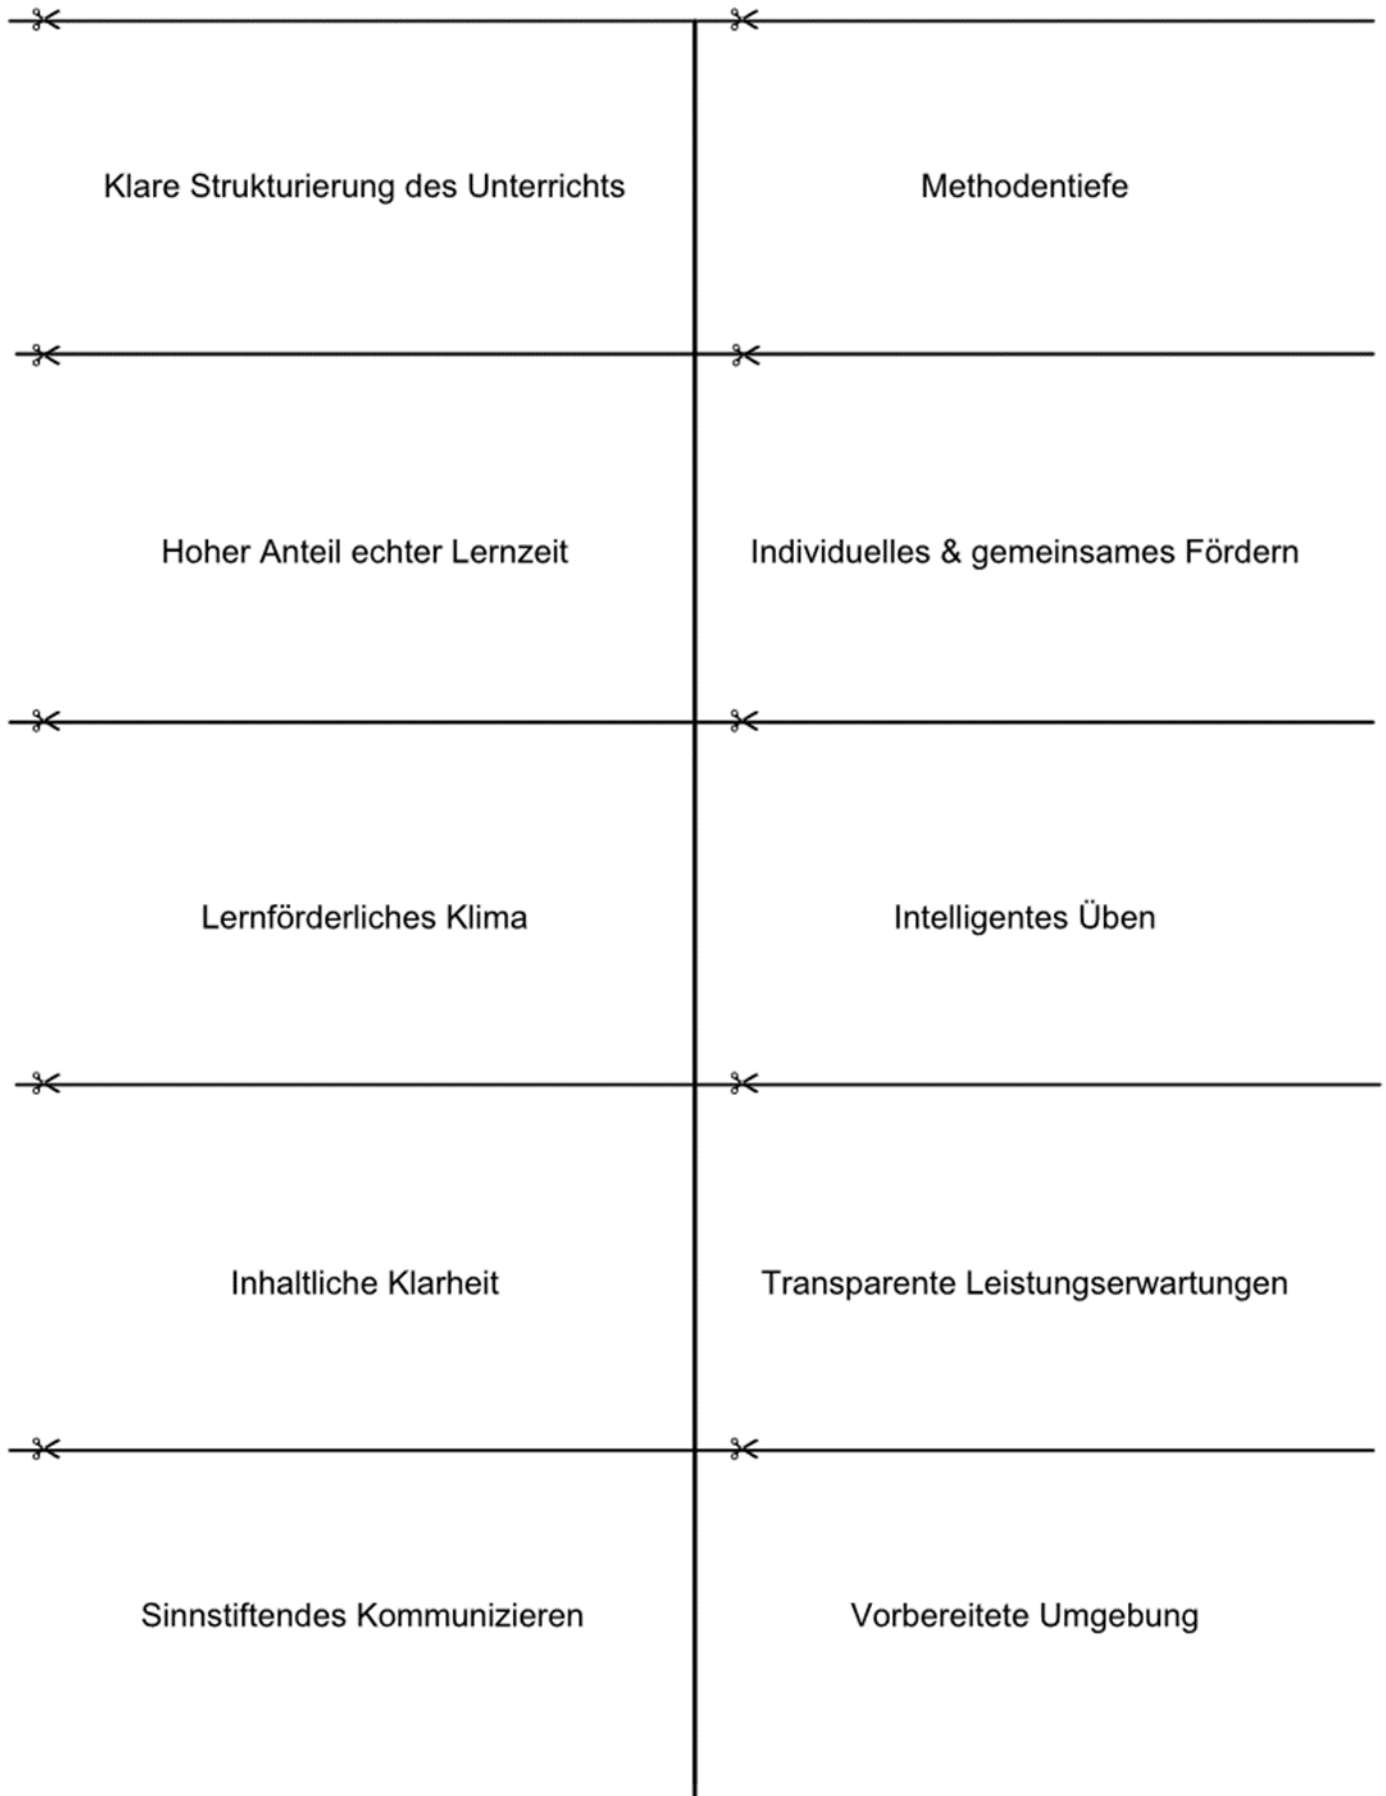 Klare Strukturierung des Unterrichts
Methodentiefe
Hoher Anteil echter Lernzeit
Individuelles & gemeinsames Fördern
Lernförderliches Klima
Intelligentes Üben
Inhaltliche Klarheit
Transparente Leistungserwartungen
Sinnstiftendes Kommunizieren
Vorbereitete Umgebung